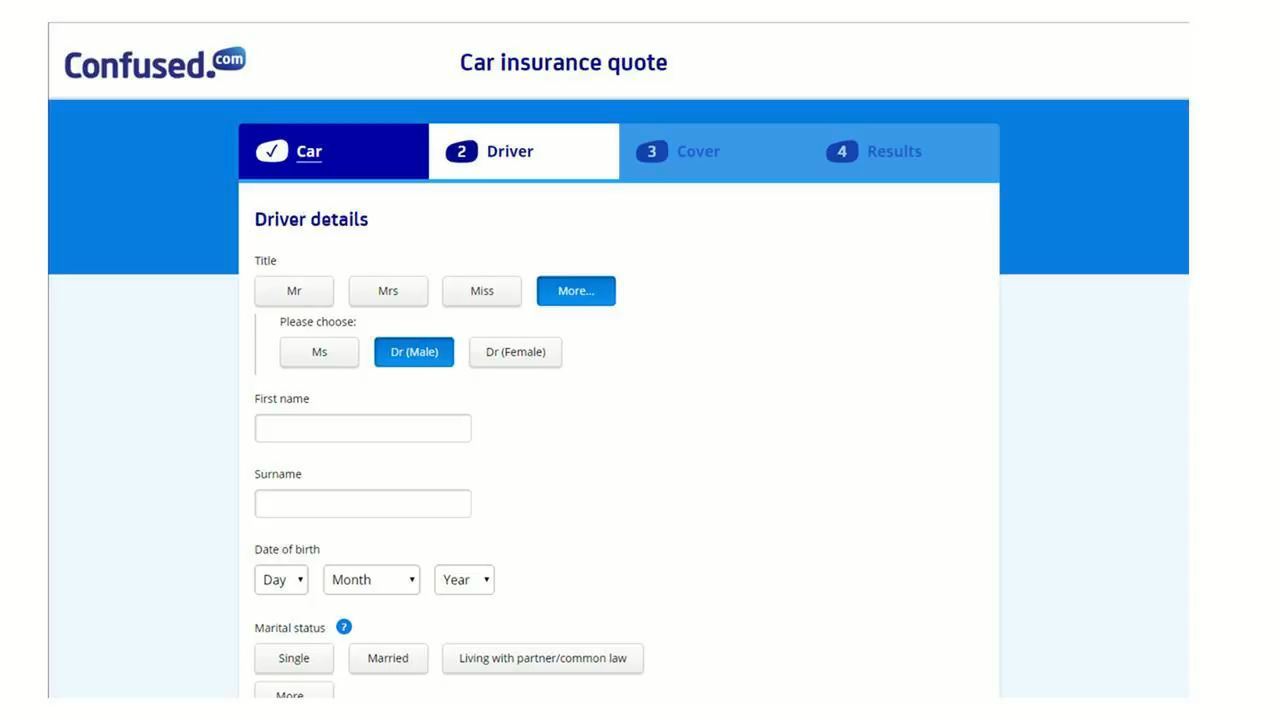 Confused.com
Car insurance quote
✓ Car
2 Driver
3 Cover
4 Results
Driver details
Title
Mr Mrs Miss More...
Please choose:
Ms Dr (Male) Dr (Female)
First name
Surname
Date of birth
Day Month Year
Marital status ?
Single Married Living with partner/common law
More